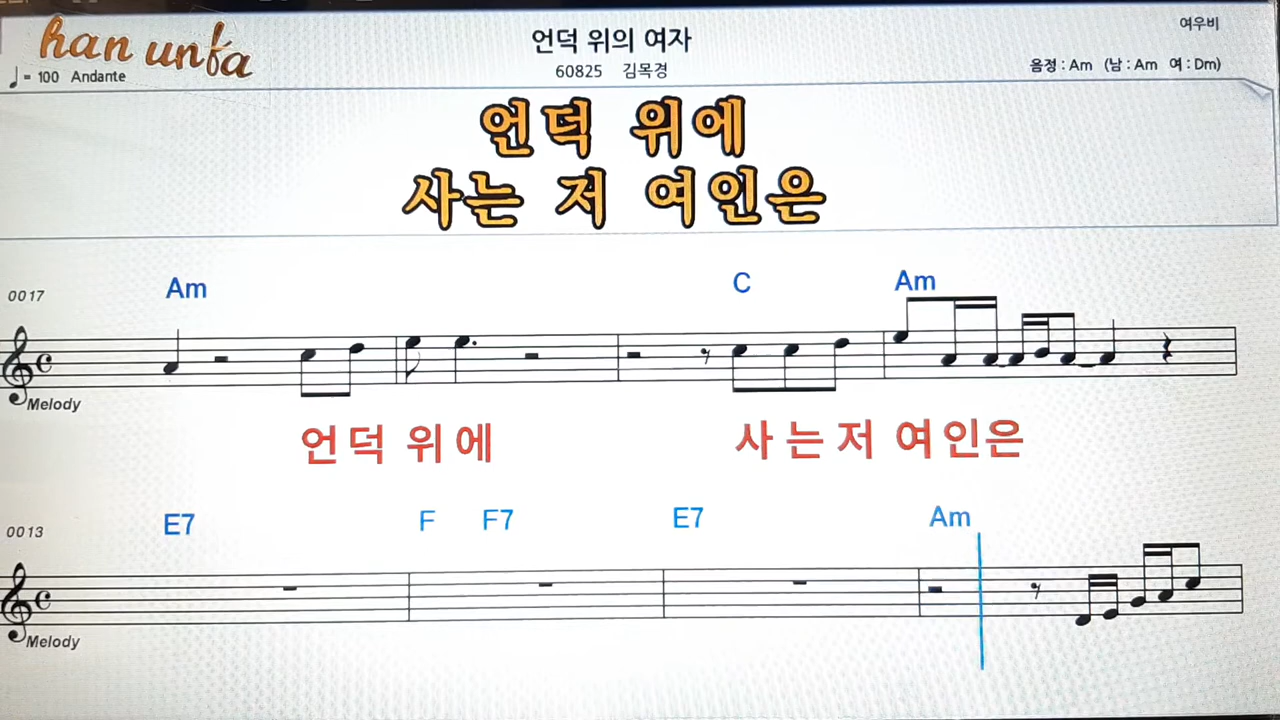 han unfa
언덕 위의 여자
여우비
♩= 100 Andante
60825 김목경
음정 : Am (남 : Am 여 : Dm)
언덕 위에
사는 저 여인은
0017
Am C Am
Melody
언덕 위에 사는저 여인은
0013
E7 F F7 E7 Am
Melody